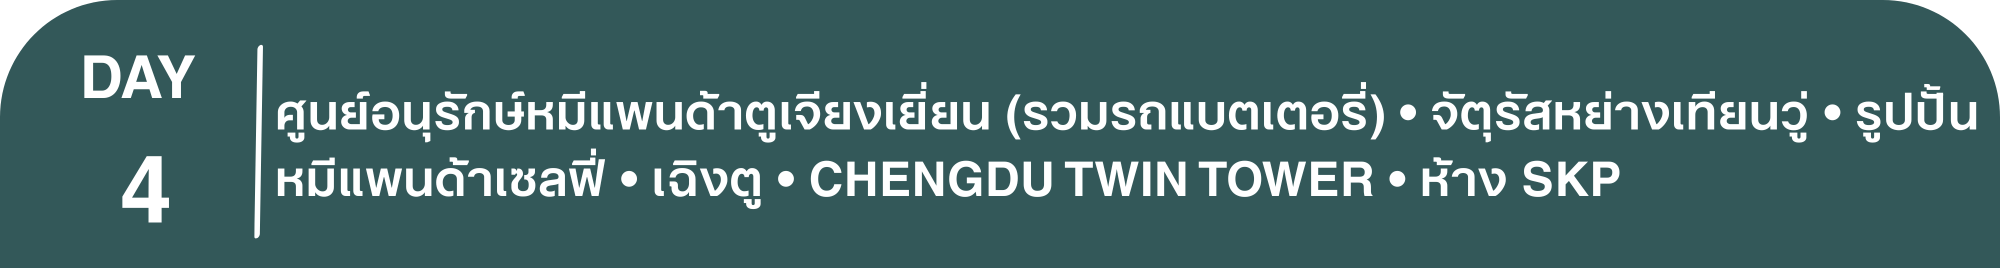 DAY
4
ศูนย์อนุรักษ์หมีแพนด้าตูเจียงเยี่ยน (รวมรถแบตเตอรี่) • จัตุรัสหย่างเทียนวู่ • รูปปั้น
หมีแพนด้าเซลฟี่ • เฉิงตู • CHENGDU TWIN TOWER • ห้าง SKP